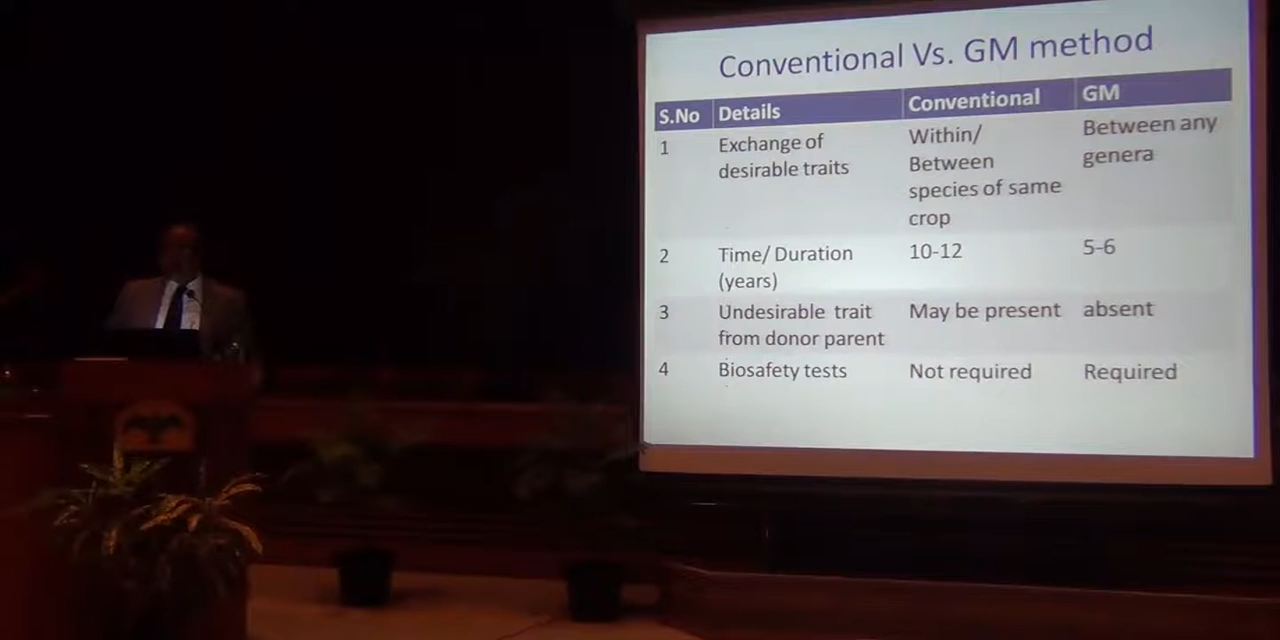 Conventional Vs. GM method
S.No Details Conventional GM
1 Exchange of Within/ Between any
desirable traits Between genera
species of same
crop
2 Time/ Duration 10-12 5-6
(years)
3 Undesirable trait May be present absent
from donor parent
4 Biosafety tests Not required Required